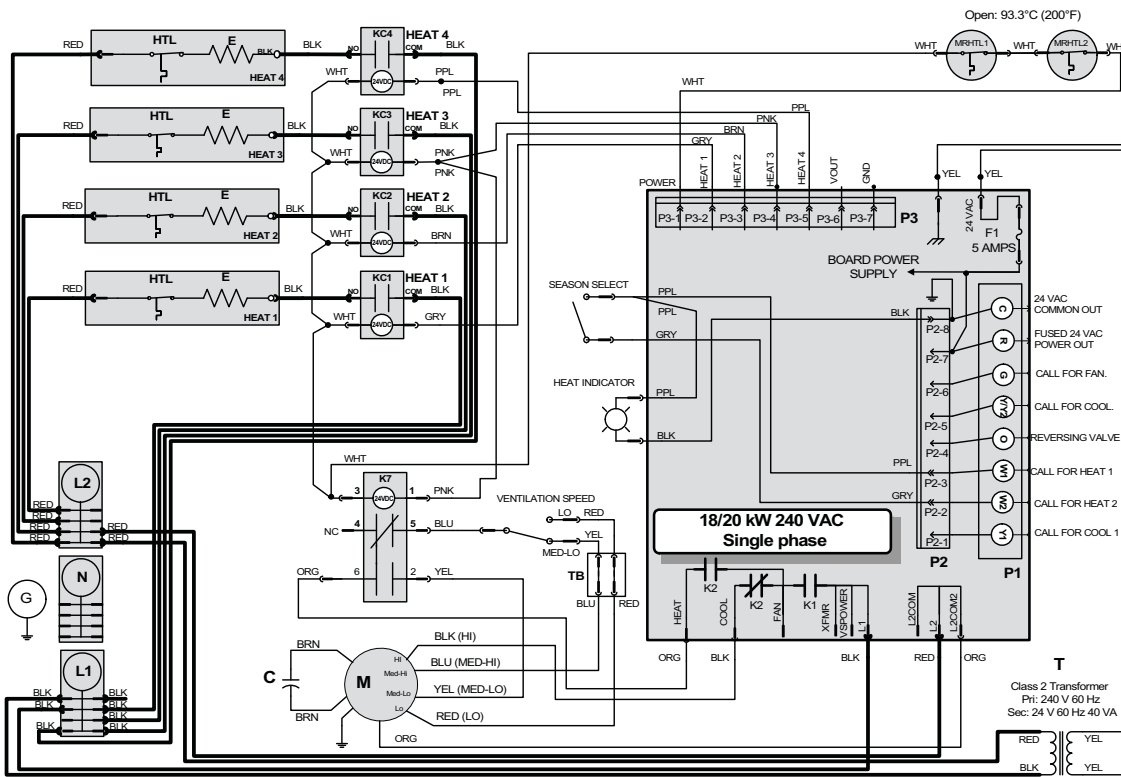 Open: 93.3°C (200°F)
RED HTL E BLK HEAT 4 BLK NO KC4 COM HEAT 4 BLK
WHT 24VDC PPL
PPL
WHT MRHTL1 WHT MRHTL2 WH
WHT
RED HTL E HEAT 3 BLK NO KC3 COM HEAT 3 BLK
WHT 24VDC PNK
PNK
PPL
PNK
BRN
GRY
RED HTL E HEAT 2 BLK NO KC2 COM HEAT 2 BLK
WHT 24VDC BRN
RED HTL E HEAT 1 BLK NO KC1 COM HEAT 1 BLK
WHT 24VDC GRY
POWER HEAT 1 HEAT 2 HEAT 3 HEAT 4 VOUT GND
P3-1 P3-2 P3-3 P3-4 P3-5 P3-6 P3-7 P3
YEL YEL
24 VAC F1
5 AMPS
BOARD POWER
SUPPLY
SEASON SELECT
PPL
PPL
GRY
HEAT INDICATOR
PPL
BLK
BLK P2-8 C 24 VAC
COMMON OUT
P2-7 R FUSED 24 VAC
POWER OUT
P2-6 G CALL FOR FAN.
P2-5 Y/Y2 CALL FOR COOL.
P2-4 O REVERSING VALVE
PPL P2-3 W1 CALL FOR HEAT 1
GRY P2-2 W2 CALL FOR HEAT 2
P2-1 Y1 CALL FOR COOL 1
P2 P1
18/20 kW 240 VAC
Single phase
WHT
K7
3 24VDC 1 PNK
NC 4 5 BLU
ORG 6 2 YEL
VENTILATION SPEED
LO RED
YEL
MED-LO
TB
BLU RED
L2
RED
RED
RED RED
RED RED
N
G
L1
BLK BLK
BLK BLK
BLK
BLK BLK
K2 K2 K1
HEAT COOL FAN XFMR VSPOWER L1 L2COM L2 L2COM2
ORG BLK BLK RED ORG
BRN
C
BRN
M
HI
Med-Hi
Med-Lo
Lo
BLK (HI)
BLU (MED-HI)
YEL (MED-LO)
RED (LO)
ORG
T
Class 2 Transformer
Pri: 240 V 60 Hz
Sec: 24 V 60 Hz 40 VA
RED YEL
BLK YEL